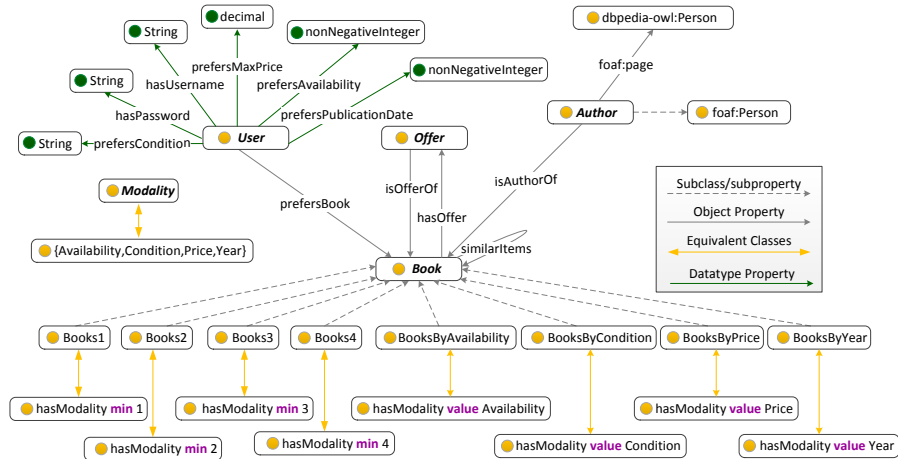 dbpedia-owl:Person
String
decimal
nonNegativeInteger
prefersMaxPrice
foaf:page
hasUsername
prefersAvailability
String
nonNegativeInteger
hasPassword
prefersPublicationDate
Author
foaf:Person
String
prefersCondition
User
Offer
isAuthorOf
Modality
prefersBook
isOfferOf
hasOffer
Subclass/subproperty
Object Property
Equivalent Classes
Datatype Property
{Availability,Condition,Price,Year}
similarItems
Book
Books1
Books2
Books3
Books4
BooksByAvailability
BooksByCondition
BooksByPrice
BooksByYear
hasModality min 1
hasModality min 3
hasModality value Availability
hasModality value Price
hasModality min 2
hasModality min 4
hasModality value Condition
hasModality value Year